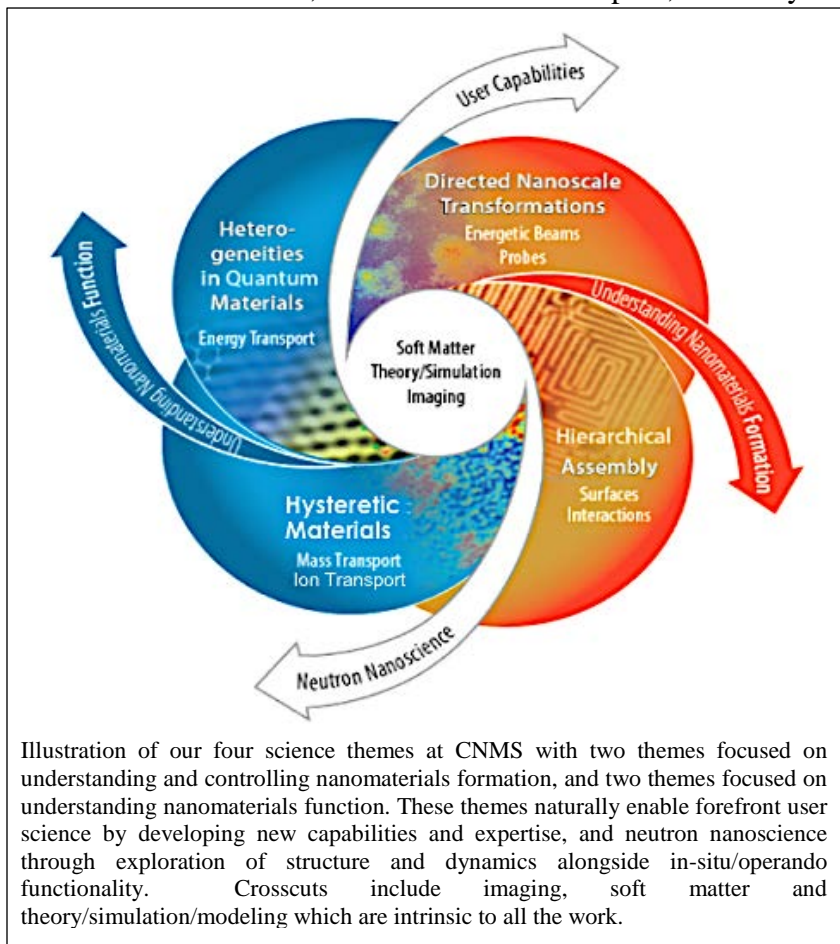 User Capabilities
Directed Nanoscale
Transformations
Energetic Beams
Probes
Hetero-
geneities
in Quantum
Materials
Energy Transport
Understanding Nanomaterials Function
Soft Matter
Theory/Simulation
Imaging
Understanding Nanomaterials Formation
Hierarchical
Assembly
Surfaces
Interactions
Hysteretic
Materials
Mass Transport
Ion Transport
Neutron Nanoscience
Illustration of our four science themes at CNMS with two themes focused on
understanding and controlling nanomaterials formation, and two themes focused on
understanding nanomaterials function. These themes naturally enable forefront user
science by developing new capabilities and expertise, and neutron nanoscience
through exploration of structure and dynamics alongside in-situ/operando
functionality. Crosscuts include imaging, soft matter and
theory/simulation/modeling which are intrinsic to all the work.